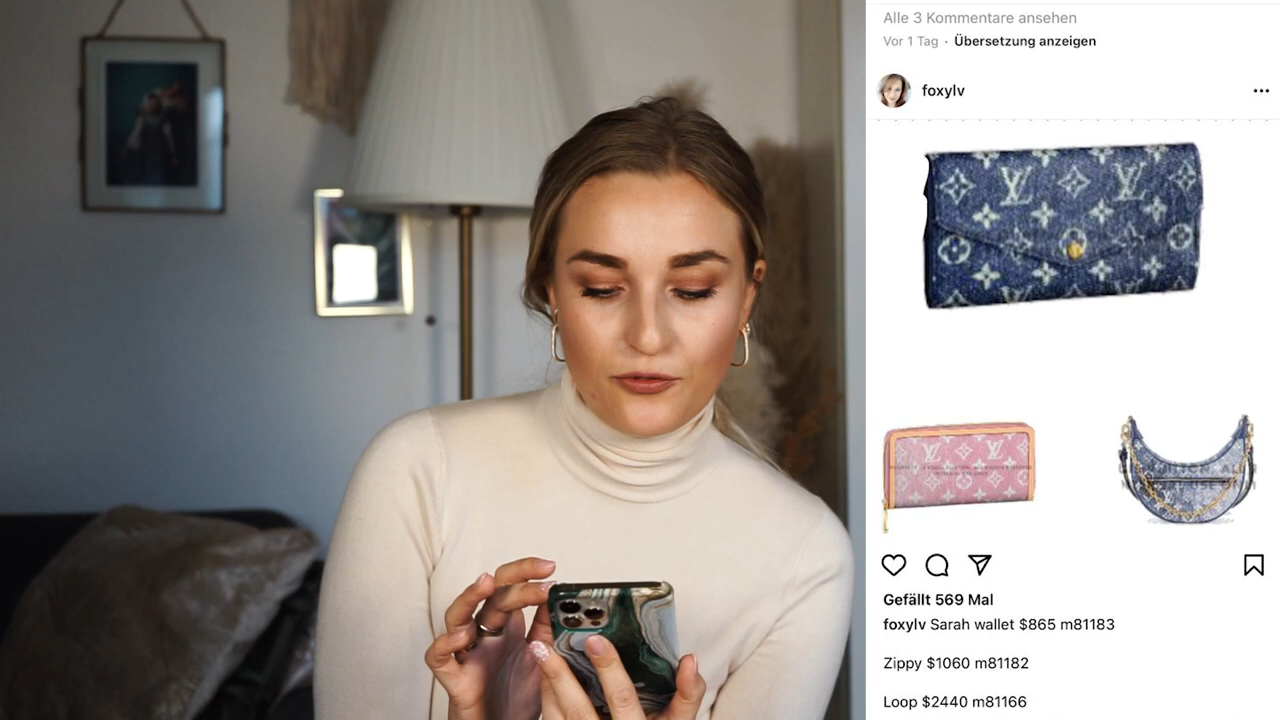 Alle 3 Kommentare ansehen
Vor 1 Tag · Übersetzung anzeigen
foxylv
Gefällt 569 Mal
foxylv Sarah wallet $865 m81183
Zippy $1060 m81182
Loop $2440 m81166